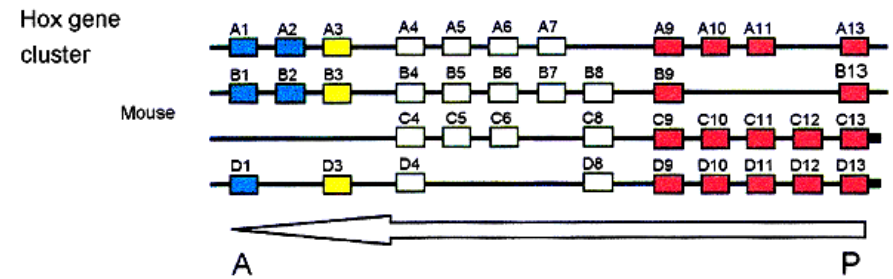 Hox gene
cluster
A1 A2 A3 A4 A5 A6 A7 A9 A10 A11 A13
B1 B2 B3 B4 B5 B6 B7 B8 B9 B13
Mouse
C4 C5 C6 C8 C9 C10 C11 C12 C13
D1 D3 D4 D8 D9 D10 D11 D12 D13
A P